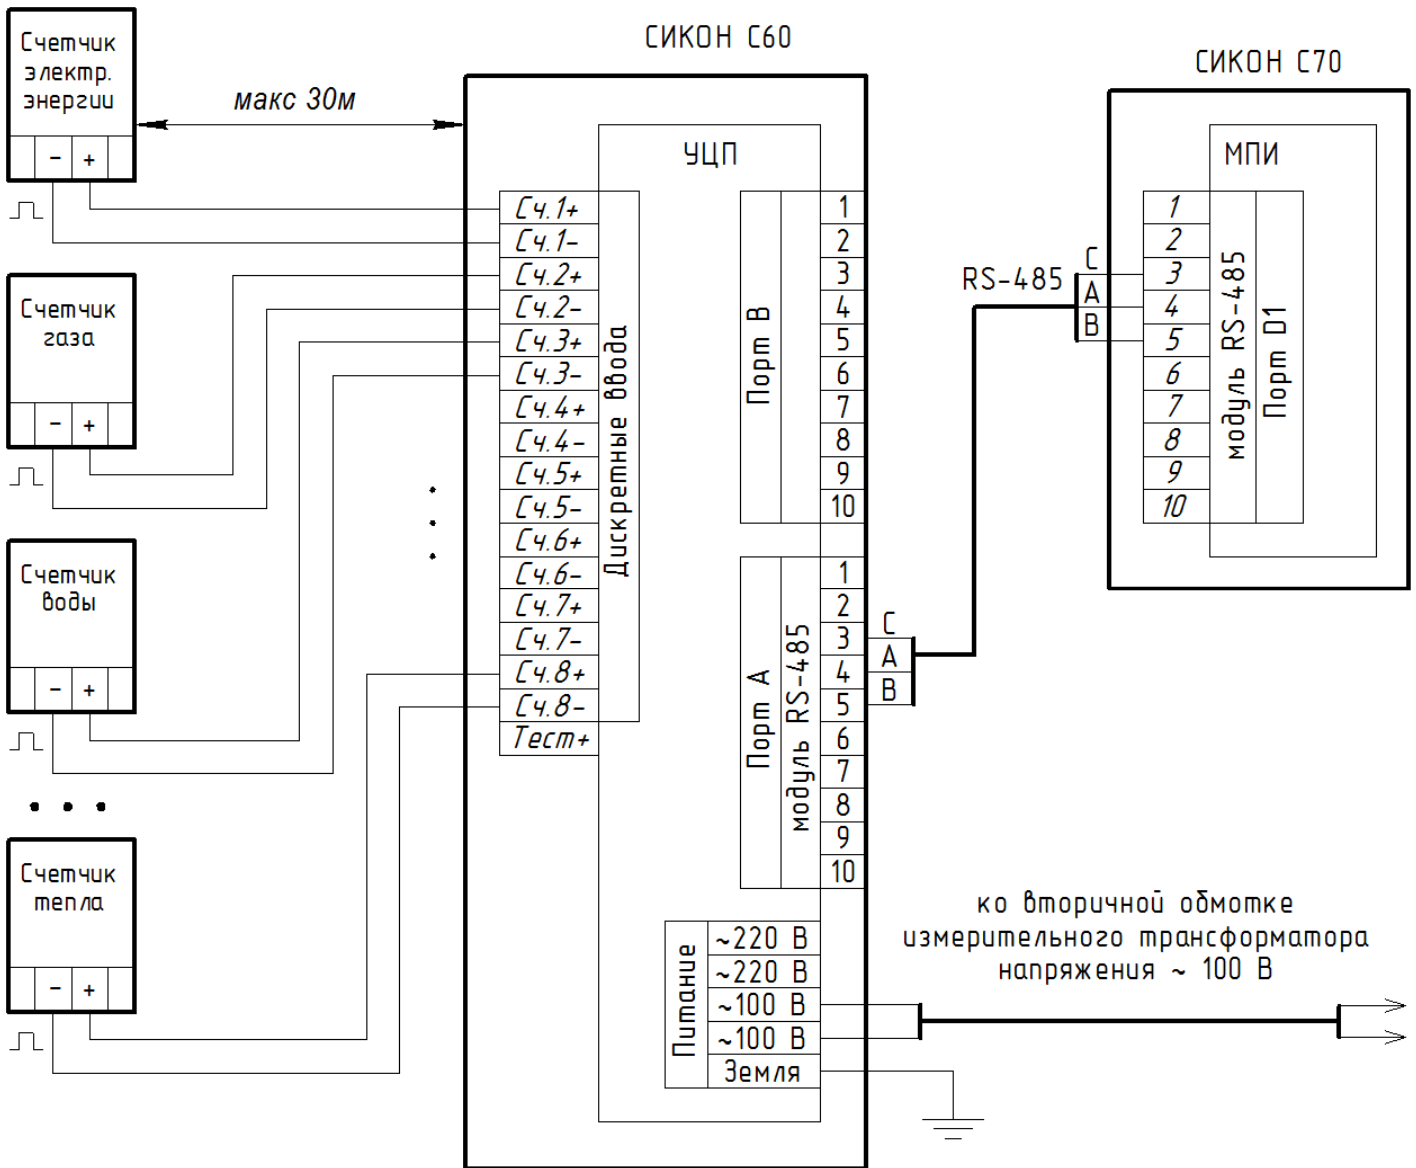 СИКОН С60
СИКОН С70
Счетчик
электр.
энергии
- +
макс 30м
Счетчик
газа
- +
Счетчик
воды
- +
Счетчик
тепла
- +
УЦП
Сч.1+
Сч.1-
Сч.2+
Сч.2-
Сч.3+
Сч.3-
Сч.4+
Сч.4-
Сч.5+
Сч.5-
Сч.6+
Сч.6-
Сч.7+
Сч.7-
Сч.8+
Сч.8-
Тест+
Дискретные ввода
Порт В
1
2
3
4
5
6
7
8
9
10
Порт А
модуль RS-485
1
2
3
4
5
6
7
8
9
10
С
А
В
RS-485
С
А
В
МПИ
1
2
3
4
5
6
7
8
9
10
модуль RS-485
Порт D1
Питание
~220 В
~220 В
~100 В
~100 В
Земля
ко вторичной обмотке
измерительного трансформатора
напряжения ~ 100 В